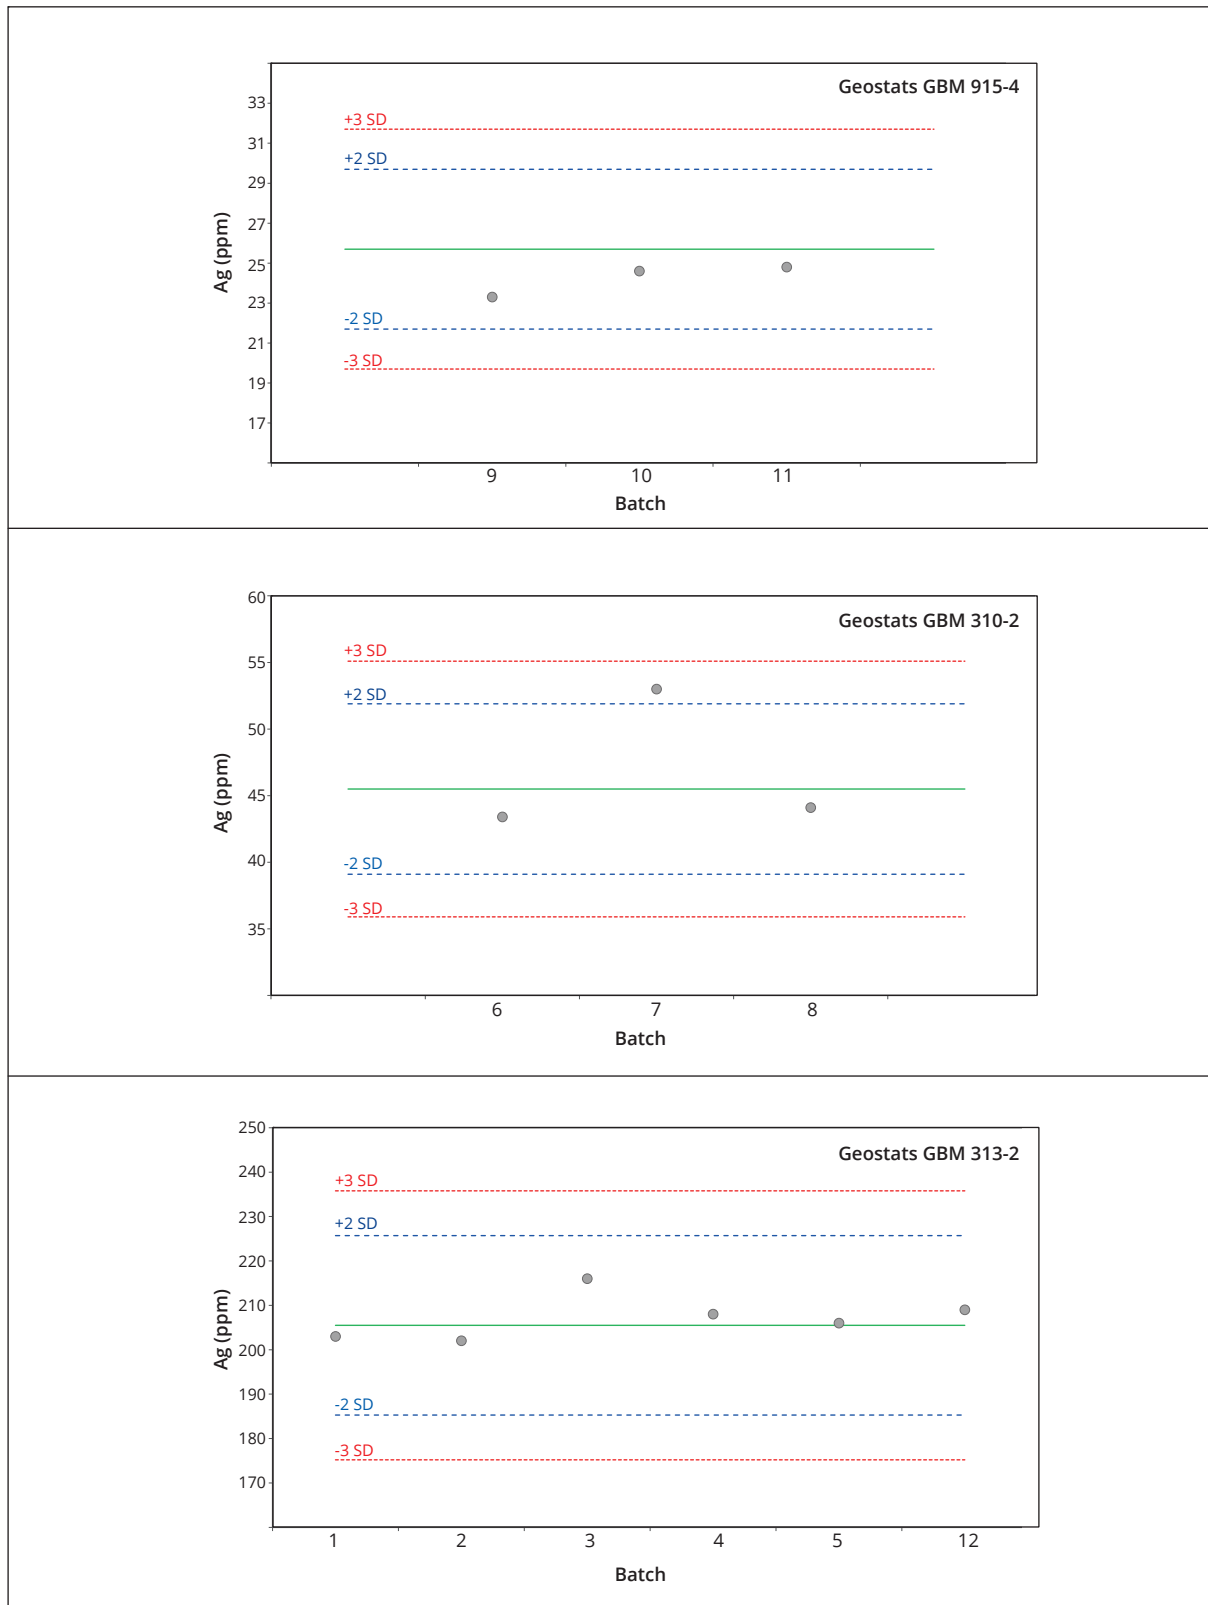 Geostats GBM 915-4
33
+3 SD
31
+2 SD
29
27
Ag (ppm)
25
23
-2 SD
21
-3 SD
19
17
9 10 11
Batch
60
Geostats GBM 310-2
+3 SD
55
+2 SD
50
Ag (ppm)
45
40
-2 SD
-3 SD
35
6 7 8
Batch
250
Geostats GBM 313-2
240
+3 SD
230
+2 SD
220
210
Ag (ppm)
200
190
-2 SD
180
-3 SD
170
1 2 3 4 5 12
Batch